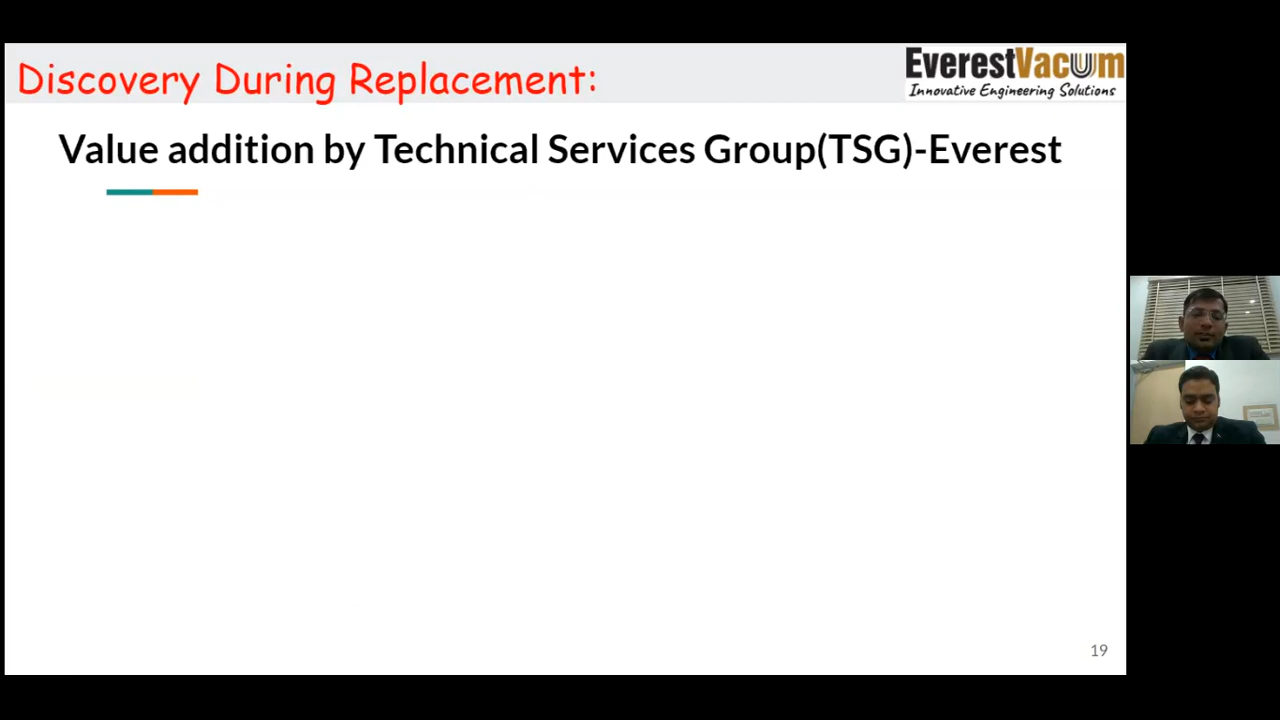 Discovery During Replacement:
EverestVacuum
Innovative Engineering Solutions
Value addition by Technical Services Group(TSG)-Everest
19